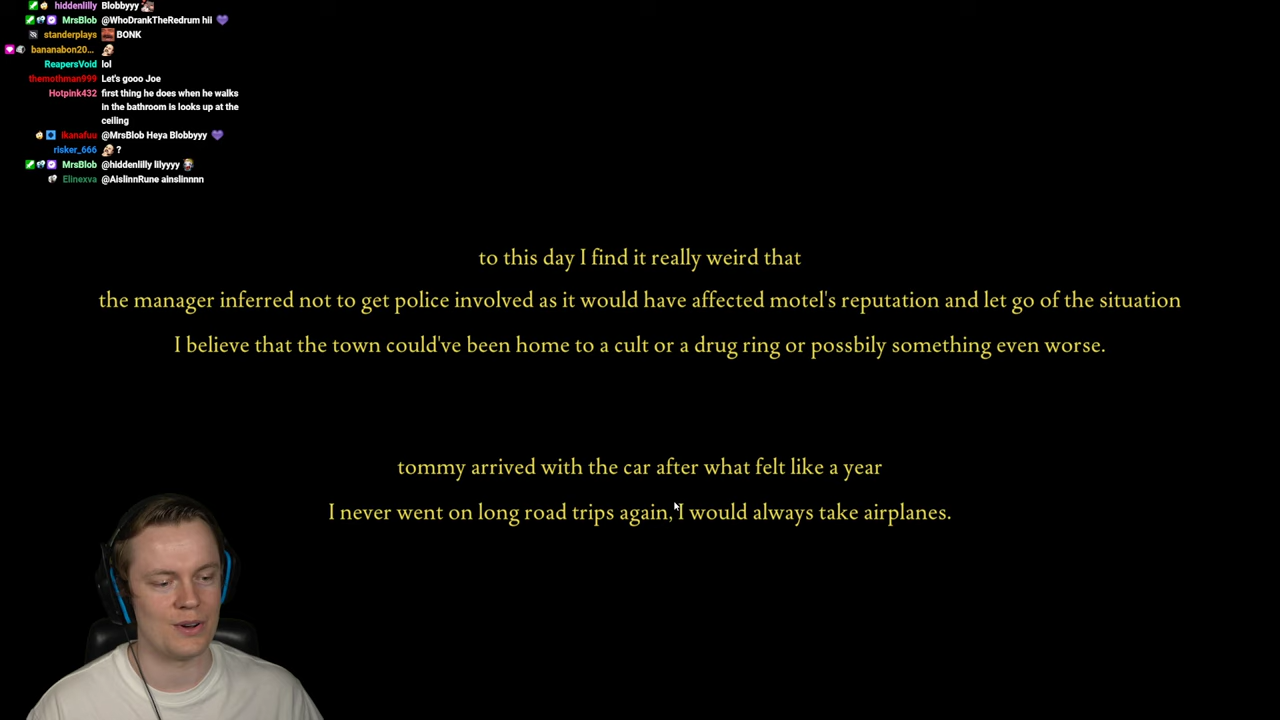 hiddenlilly Blobbyyy
MrsBlob @WhoDrankTheRedrum hii
standerplays BONK
bananabon20...
ReapersVoid lol
themothman999 Let's gooo Joe
Hotpink432 first thing he does when he walks
in the bathroom is looks up at the
ceiling
ikanafuu @MrsBlob Heya Blobbyyy
risker_666 ?
MrsBlob @hiddenlilly lilyyyy
Elinexva @AislinnRune ainslinnnn
to this day I find it really weird that
the manager inferred not to get police involved as it would have affected motel's reputation and let go of the situation
I believe that the town could've been home to a cult or a drug ring or possbily something even worse.
tommy arrived with the car after what felt like a year
I never went on long road trips again, I would always take airplanes.